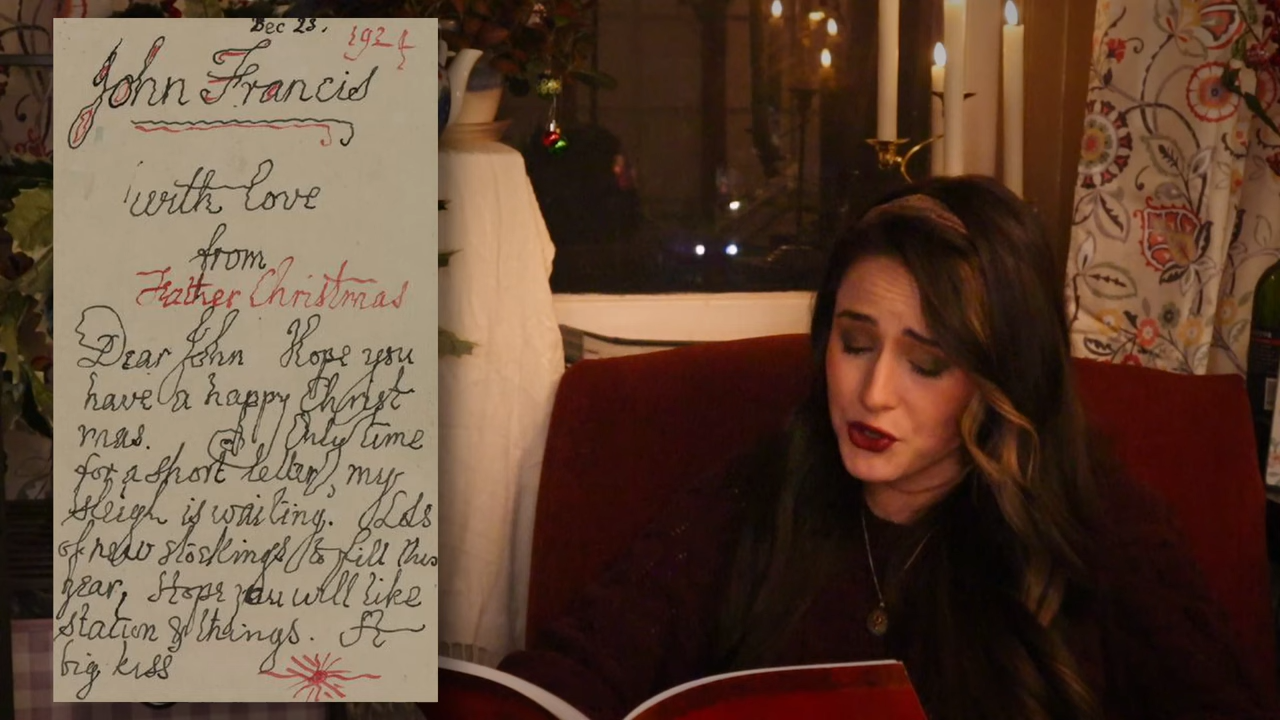 Dec 23. 1924
John Francis
with love
from
Father Christmas
Dear John Hope you
have a happy Christ
mas. Only time
for a short letter, my
sleigh is waiting. Lots
of new stockings to fill this
year, Hope you will like
station & things. A
big kiss